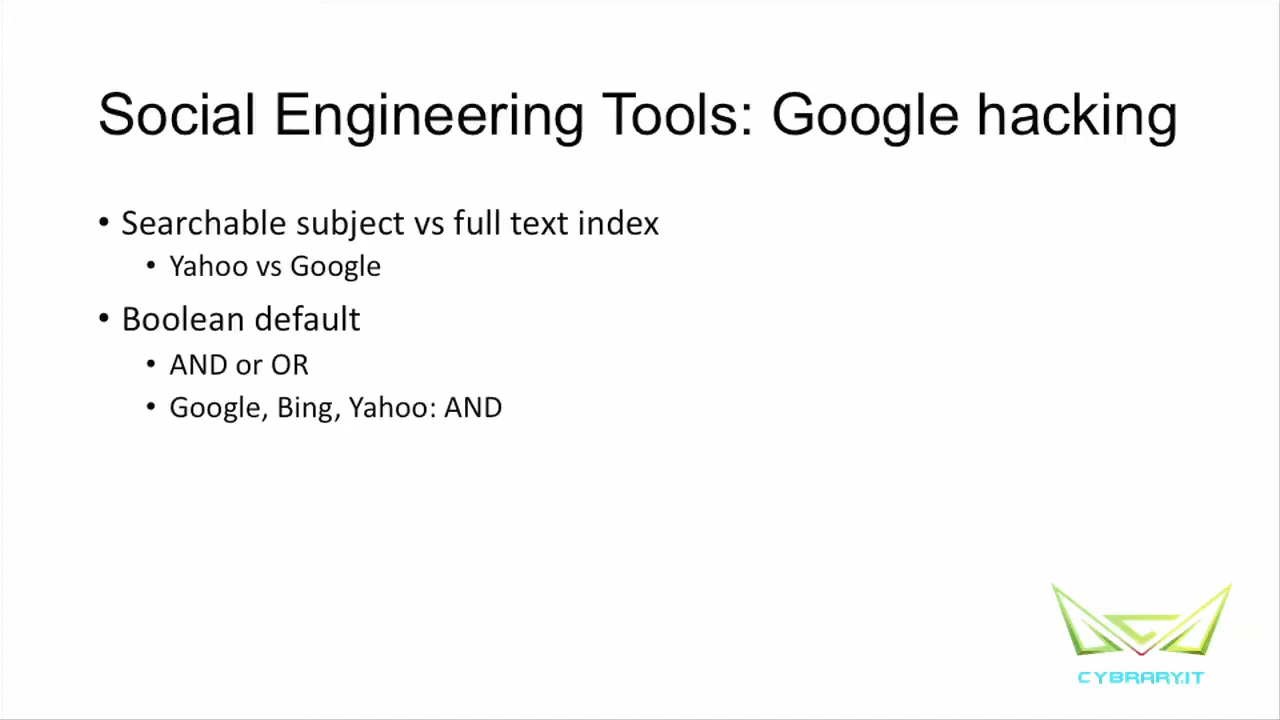 Social Engineering Tools: Google hacking
• Searchable subject vs full text index
• Yahoo vs Google
• Boolean default
• AND or OR
• Google, Bing, Yahoo: AND
CYBRARY.IT